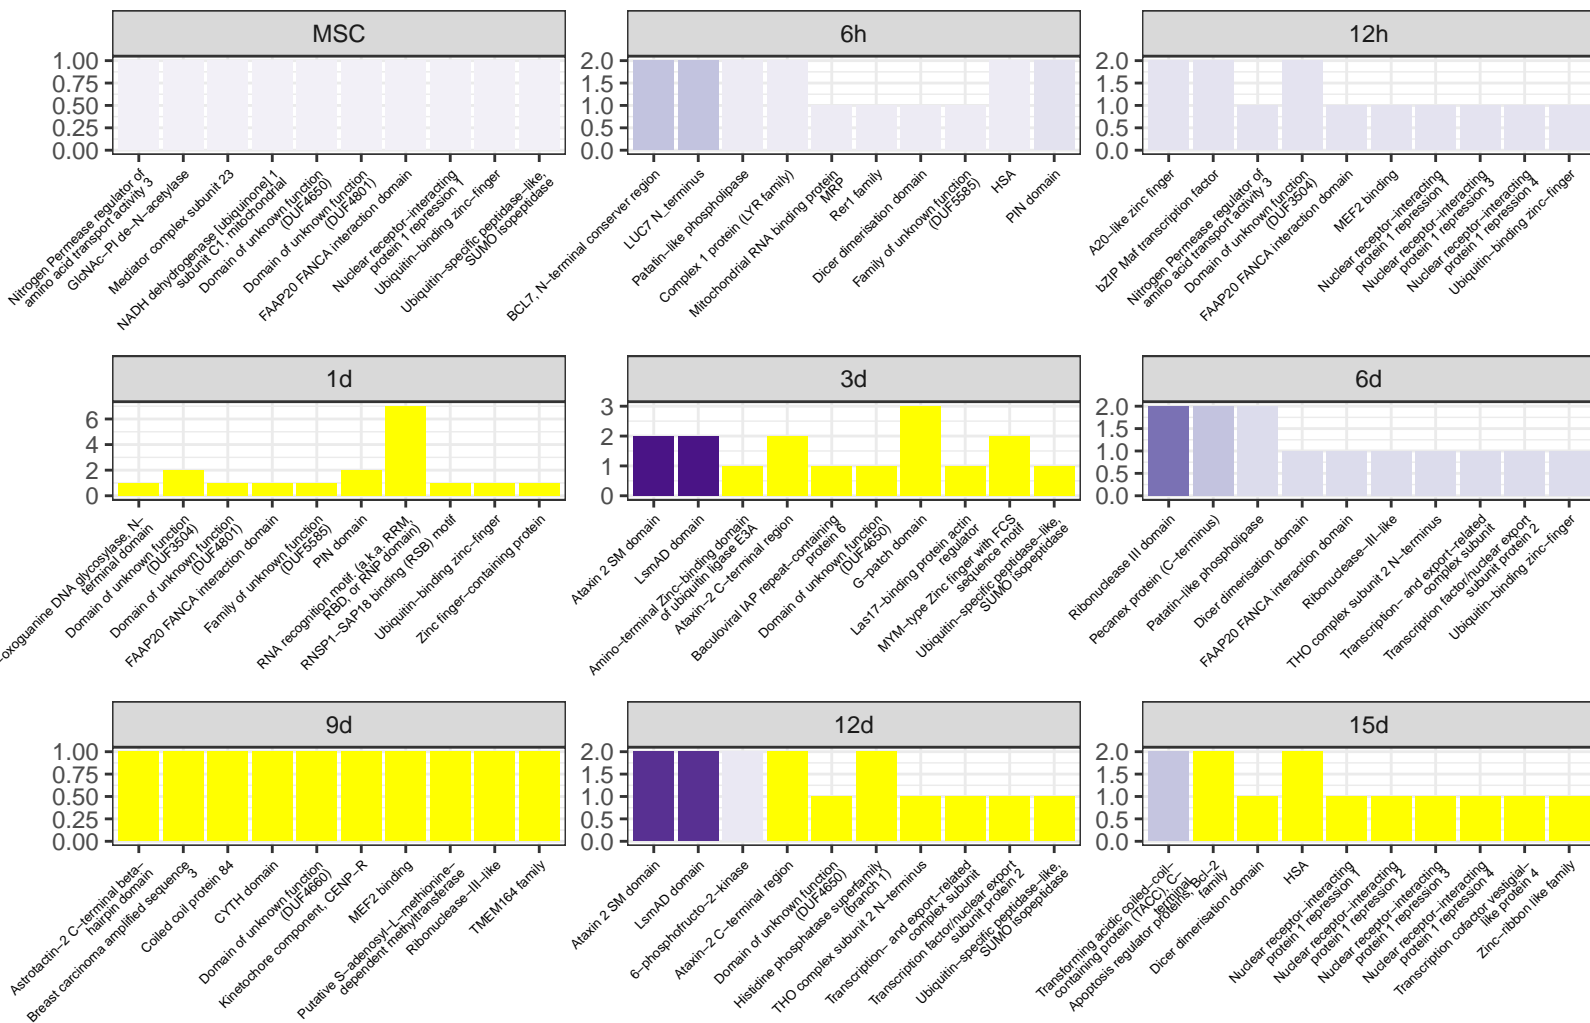 MSC
6h
12h
1.00
0.75
0.50
0.25
0.00
2.0
1.5
1.0
0.5
0.0
2.0
1.5
1.0
0.5
0.0
Nitrogen Permease regulator of
amino acid transport activity 3
GlcNAc−PI de−N−acetylase
Mediator complex subunit 23
NADH dehydrogenase [ubiquinone] 1
subunit C1, mitochondrial
Domain of unknown function
(DUF4650)
Domain of unknown function
(DUF4801)
FAAP20 FANCA interaction domain
Nuclear receptor−interacting
protein 1 repression 1
Ubiquitin−binding zinc−finger
Ubiquitin−specific peptidase−like,
SUMO isopeptidase
BCL7, N−terminal conserver region
LUC7 N_terminus
Patatin−like phospholipase
Complex 1 protein (LYR family)
Mitochondrial RNA binding protein
MRP
Rer1 family
Dicer dimerisation domain
Family of unknown function
(DUF5585)
HSA
PIN domain
A20−like zinc finger
bZIP Maf transcription factor
Nitrogen Permease regulator of
amino acid transport activity 3
Domain of unknown function
(DUF3504)
FAAP20 FANCA interaction domain
MEF2 binding
Nuclear receptor−interacting
protein 1 repression 1
Nuclear receptor−interacting
protein 1 repression 3
Nuclear receptor−interacting
protein 1 repression 4
Ubiquitin−binding zinc−finger
1d
3d
6d
6
4
2
0
3
2
1
0
2.0
1.5
1.0
0.5
0.0
−oxoguanine DNA glycosylase, N−
terminal domain
Domain of unknown function
(DUF3504)
Domain of unknown function
(DUF4801)
FAAP20 FANCA interaction domain
Family of unknown function
(DUF5585)
PIN domain
RNA recognition motif. (a.k.a. RRM,
RBD, or RNP domain)
RNSP1−SAP18 binding (RSB) motif
Ubiquitin−binding zinc−finger
Zinc finger−containing protein
Ataxin 2 SM domain
LsmAD domain
Amino−terminal Zinc−binding domain
of ubiquitin ligase E3A
Ataxin−2 C−terminal region
Baculoviral IAP repeat−containing
protein 6
Domain of unknown function
(DUF4650)
G−patch domain
Las17−binding protein actin
regulator
MYM−type Zinc finger with FCS
sequence motif
Ubiquitin−specific peptidase−like,
SUMO isopeptidase
Ribonuclease III domain
Pecanex protein (C−terminus)
Patatin−like phospholipase
Dicer dimerisation domain
FAAP20 FANCA interaction domain
Ribonuclease−III−like
THO complex subunit 2 N−terminus
Transcription− and export−related
complex subunit
Transcription factor/nuclear export
subunit protein 2
Ubiquitin−binding zinc−finger
9d
12d
15d
1.00
0.75
0.50
0.25
0.00
2.0
1.5
1.0
0.5
0.0
2.0
1.5
1.0
0.5
0.0
Astrotactin−2 C−terminal beta−
hairpin domain
Breast carcinoma amplified sequence
3
Coiled coil protein 84
CYTH domain
Domain of unknown function
(DUF4660)
Kinetochore component, CENP−R
MEF2 binding
Putative S−adenosyl−L−methionine−
dependent methyltransferase
Ribonuclease−III−like
TMEM164 family
Ataxin 2 SM domain
LsmAD domain
6−phosphofructo−2−kinase
Ataxin−2 C−terminal region
Domain of unknown function
(DUF4650)
Histidine phosphatase superfamily
(branch 1)
THO complex subunit 2 N−terminus
Transcription− and export−related
complex subunit
Transcription factor/nuclear export
subunit protein 2
Ubiquitin−specific peptidase−like,
SUMO isopeptidase
Transforming acidic coiled−coil−
containing protein (TACC), C−
terminal
Apoptosis regulator proteins, Bcl−2
family
Dicer dimerisation domain
HSA
Nuclear receptor−interacting
protein 1 repression 1
Nuclear receptor−interacting
protein 1 repression 2
Nuclear receptor−interacting
protein 1 repression 3
Nuclear receptor−interacting
protein 1 repression 4
Transcription cofactor vestigial−
like protein 4
Zinc−ribbon like family